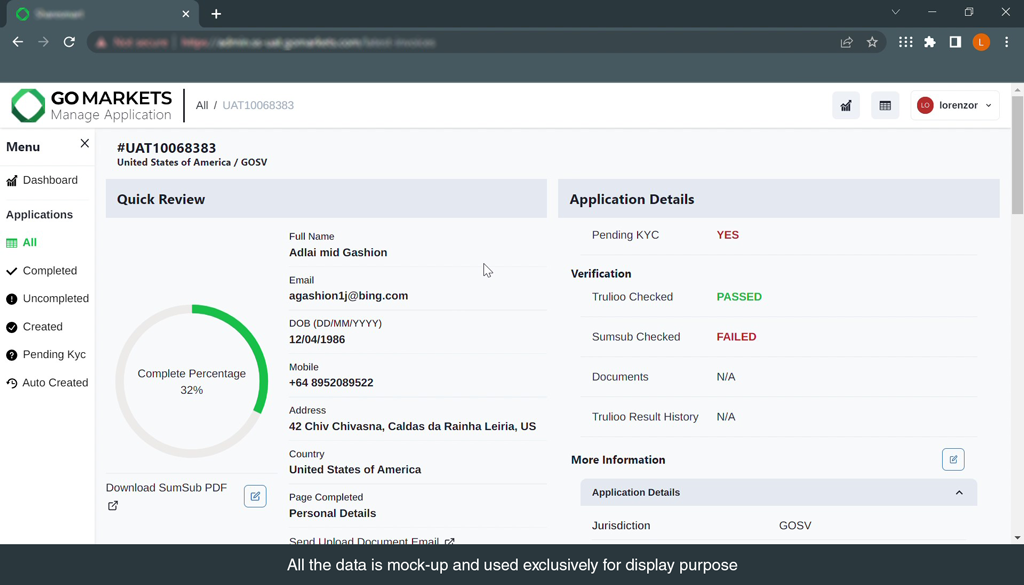 GO MARKETS
Manage Application
All / UAT10068383
LO lorenzor
L
Menu
Dashboard
Applications
All
Completed
Uncompleted
Created
Pending Kyc
Auto Created
#UAT10068383
United States of America / GOSV
Quick Review
Complete Percentage
32%
Download SumSub PDF
Full Name
Adlai mid Gashion
Email
agashion1j@bing.com
DOB (DD/MM/YYYY)
12/04/1986
Mobile
+64 8952089522
Address
42 Chiv Chivasna, Caldas da Rainha Leiria, US
Country
United States of America
Page Completed
Personal Details
Send Upload Document Email
Application Details
Pending KYC YES
Verification
Trulioo Checked PASSED
Sumsub Checked FAILED
Documents N/A
Trulioo Result History N/A
More Information
Application Details
Jurisdiction GOSV
All the data is mock-up and used exclusively for display purpose